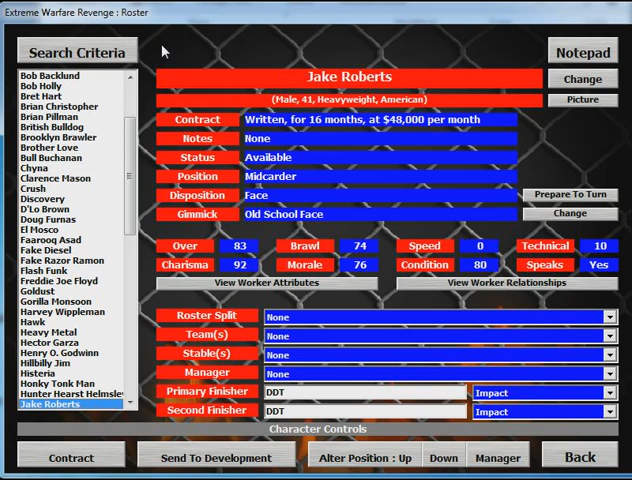 Extreme Warfare Revenge : Roster
Search Criteria
Notepad
Bob Backlund
Bob Holly
Bret Hart
Brian Christopher
Brian Pillman
British Bulldog
Brooklyn Brawler
Brother Love
Bull Buchanan
Chyna
Clarence Mason
Crush
Discovery
D'Lo Brown
Doug Furnas
El Mosco
Faarooq Asad
Fake Diesel
Fake Razor Ramon
Flash Funk
Freddie Joe Floyd
Goldust
Gorilla Monsoon
Harvey Wippleman
Hawk
Heavy Metal
Hector Garza
Henry O. Godwinn
Hillbilly Jim
Histeria
Honky Tonk Man
Hunter Hearst Helmsley
Jake Roberts
Jake Roberts
Change
(Male, 41, Heavyweight, American)
Picture
Contract Written, for 16 months, at $48,000 per month
Notes None
Status Available
Position Midcarder
Disposition Face Prepare To Turn
Gimmick Old School Face Change
Over 83 Brawl 74 Speed 0 Technical 10
Charisma 92 Morale 76 Condition 80 Speaks Yes
View Worker Attributes View Worker Relationships
Roster Split None
Team(s) None
Stable(s) None
Manager None
Primary Finisher DDT Impact
Second Finisher DDT Impact
Character Controls
Contract Send To Development Alter Position : Up Down Manager Back